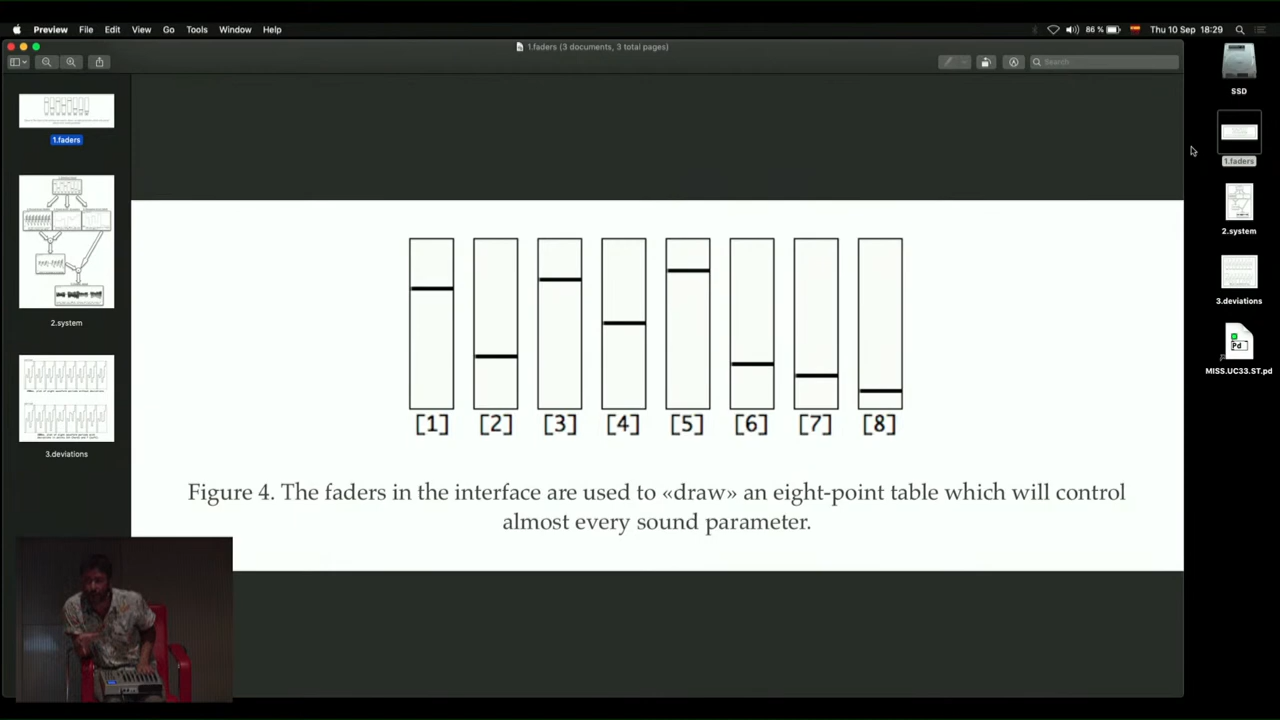 Preview File Edit View Go Tools Window Help
86 % Thu 10 Sep 18:29
1.faders (3 documents, 3 total pages)
Search
1.faders
2.system
3.deviations
[1] [2] [3] [4] [5] [6] [7] [8]
Figure 4. The faders in the interface are used to «draw» an eight-point table which will control
almost every sound parameter.
SSD
1.faders
2.system
3.deviations
Pd
MISS.UC33.ST.pd